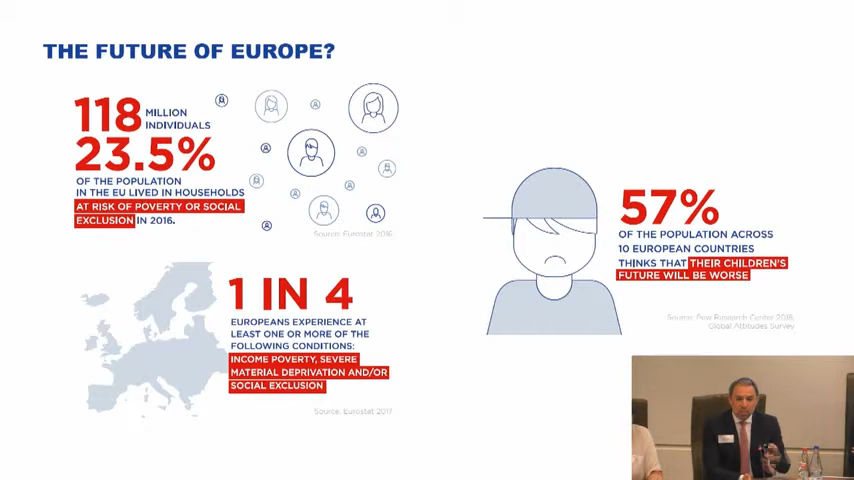 THE FUTURE OF EUROPE?
118 MILLION
INDIVIDUALS
23.5%
OF THE POPULATION
IN THE EU LIVED IN HOUSEHOLDS
AT RISK OF POVERTY OR SOCIAL
EXCLUSION IN 2016.
Source: Eurostat 2016
1 IN 4
EUROPEANS EXPERIENCE AT
LEAST ONE OR MORE OF THE
FOLLOWING CONDITIONS:
INCOME POVERTY, SEVERE
MATERIAL DEPRIVATION AND/OR
SOCIAL EXCLUSION
Source: Eurostat 2017
57%
OF THE POPULATION ACROSS
10 EUROPEAN COUNTRIES
THINKS THAT THEIR CHILDREN'S
FUTURE WILL BE WORSE
Source: Pew Research Center 2018,
Global Attitudes Survey